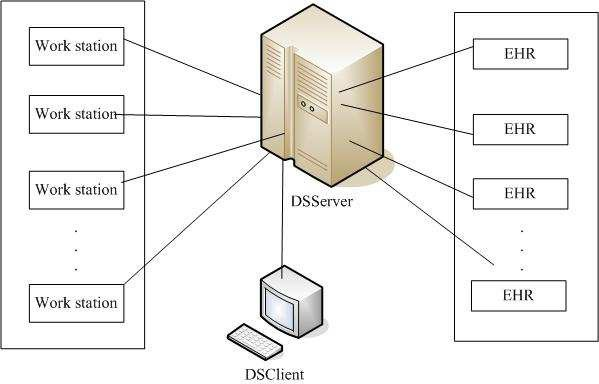 Work station
Work station
Work station
Work station
DSServer
DSClient
EHR
EHR
EHR
EHR